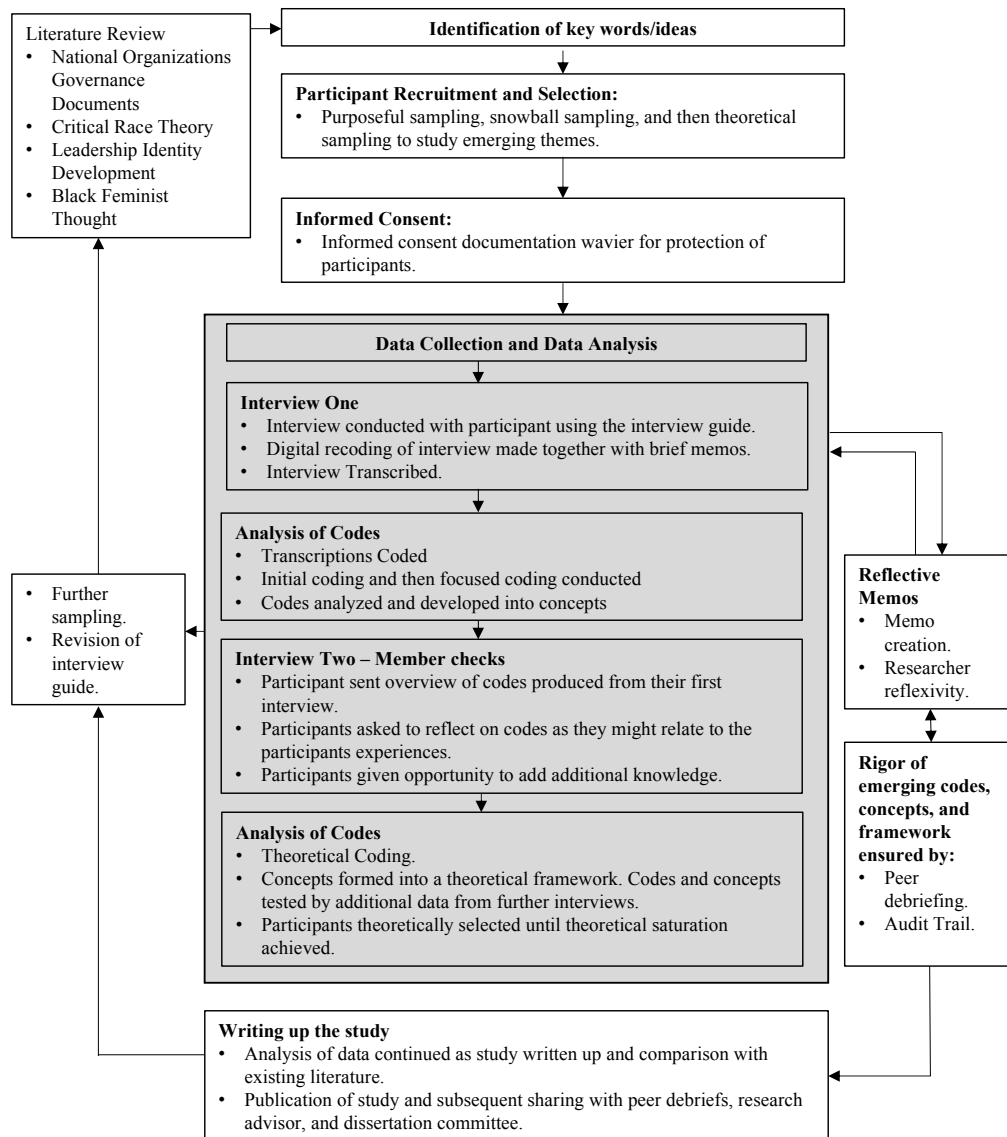 Literature Review
• National Organizations
Governance
Documents
• Critical Race Theory
• Leadership Identity
Development
• Black Feminist
Thought
Identification of key words/ideas
Participant Recruitment and Selection:
• Purposeful sampling, snowball sampling, and then theoretical
sampling to study emerging themes.
Informed Consent:
• Informed consent documentation wavier for protection of
participants.
Data Collection and Data Analysis
Interview One
• Interview conducted with participant using the interview guide.
• Digital recoding of interview made together with brief memos.
• Interview Transcribed.
Analysis of Codes
• Transcriptions Coded
• Initial coding and then focused coding conducted
• Codes analyzed and developed into concepts
Interview Two – Member checks
• Participant sent overview of codes produced from their first
interview.
• Participants asked to reflect on codes as they might relate to the
participants experiences.
• Participants given opportunity to add additional knowledge.
Analysis of Codes
• Theoretical Coding.
• Concepts formed into a theoretical framework. Codes and concepts
tested by additional data from further interviews.
• Participants theoretically selected until theoretical saturation
achieved.
• Further
sampling.
• Revision of
interview
guide.
Reflective
Memos
• Memo
creation.
• Researcher
reflexivity.
Rigor of
emerging codes,
concepts, and
framework
ensured by:
• Peer
debriefing.
• Audit Trail.
Writing up the study
• Analysis of data continued as study written up and comparison with
existing literature.
• Publication of study and subsequent sharing with peer debriefs, research
advisor, and dissertation committee.